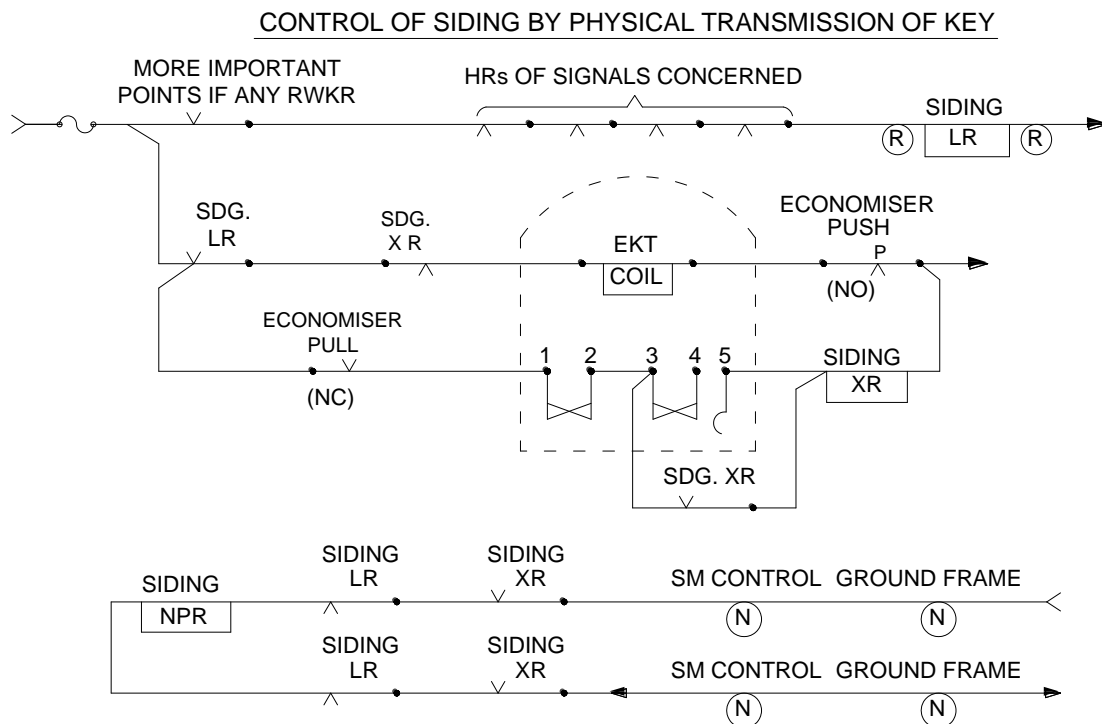 CONTROL OF SIDING BY PHYSICAL TRANSMISSION OF KEY
MORE IMPORTANT
POINTS IF ANY RWKR
HRs OF SIGNALS CONCERNED
SIDING
R
LR
R
SDG.
LR
SDG.
X R
EKT
COIL
ECONOMISER
PUSH
P
(NO)
ECONOMISER
PULL
(NC)
1
2
3
4
5
SIDING
XR
SDG. XR
SIDING
NPR
SIDING
LR
SIDING
XR
SM CONTROL
GROUND FRAME
N
N
SIDING
LR
SIDING
XR
SM CONTROL
GROUND FRAME
N
N